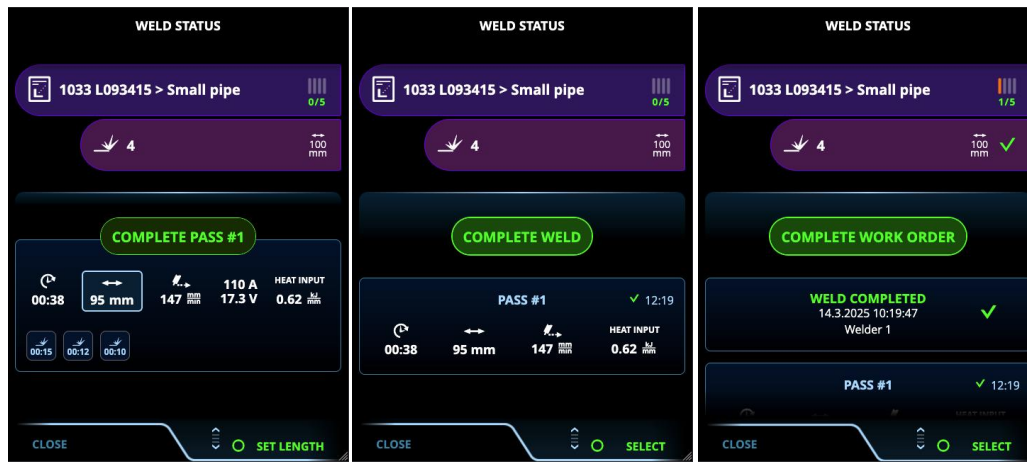 WELD STATUS
1033 L093415 > Small pipe
0/5
4
100
mm
COMPLETE PASS #1
00:38
95 mm
147 mm
min
110 A
17.3 V
HEAT INPUT
0.62 kJ
mm
00:15
00:12
00:10
CLOSE
SET LENGTH
WELD STATUS
1033 L093415 > Small pipe
0/5
4
100
mm
COMPLETE WELD
PASS #1
12:19
00:38
95 mm
147 mm
min
HEAT INPUT
0.62 kJ
mm
CLOSE
SELECT
WELD STATUS
1033 L093415 > Small pipe
1/5
4
100
mm
COMPLETE WORK ORDER
WELD COMPLETED
14.3.2025 10:19:47
Welder 1
PASS #1
12:19
HEAT INPUT
CLOSE
SELECT